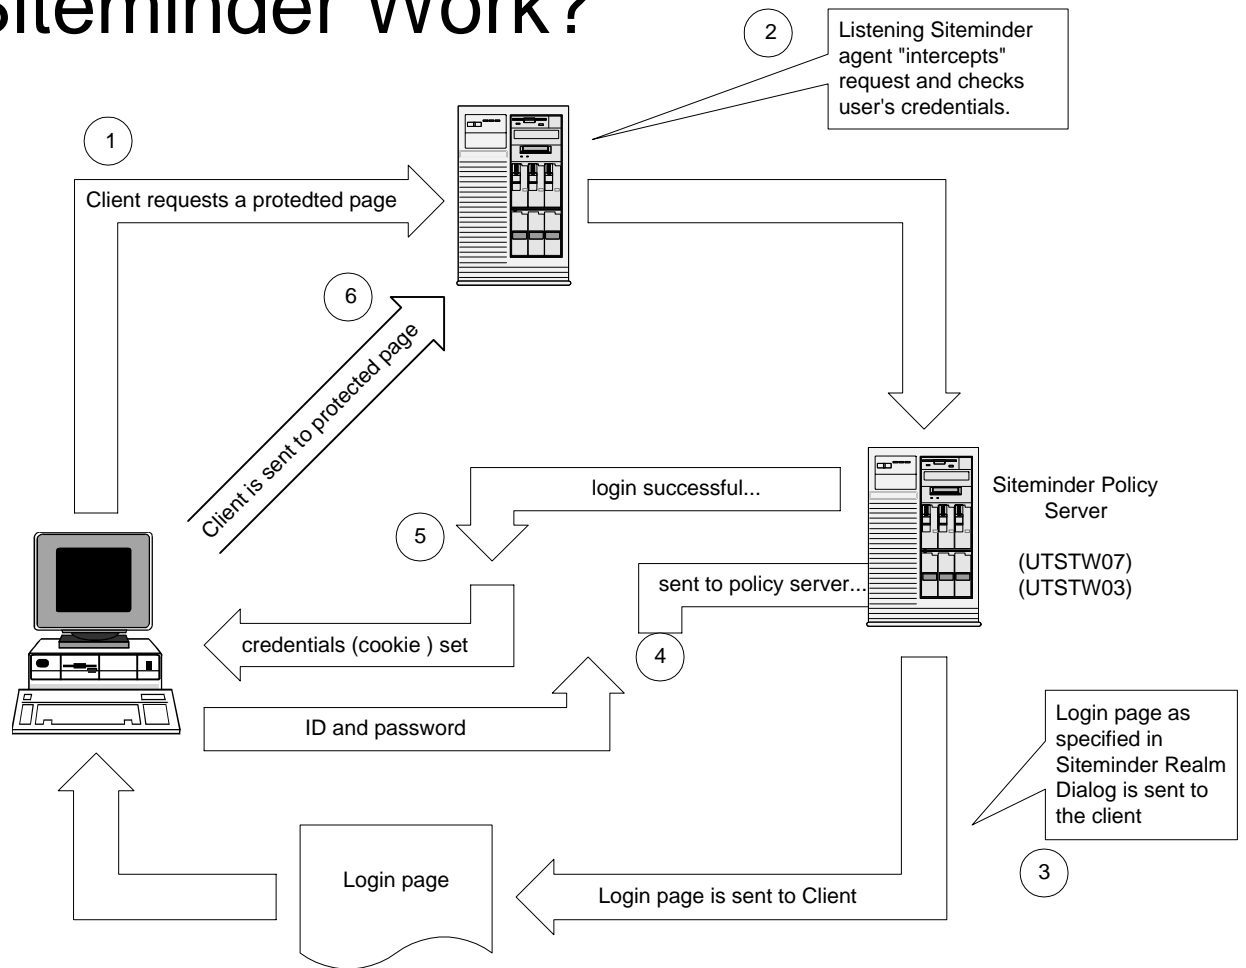 Siteminder Work?
2
Listening Siteminder
agent "intercepts"
request and checks
user's credentials.
1
Client requests a protedted page
6
Client is sent to protected page
login successful...
5
Siteminder Policy
Server
(UTSTW07)
(UTSTW03)
sent to policy server...
credentials (cookie ) set
4
ID and password
Login page as
specified in
Siteminder Realm
Dialog is sent to
the client
3
Login page
Login page is sent to Client